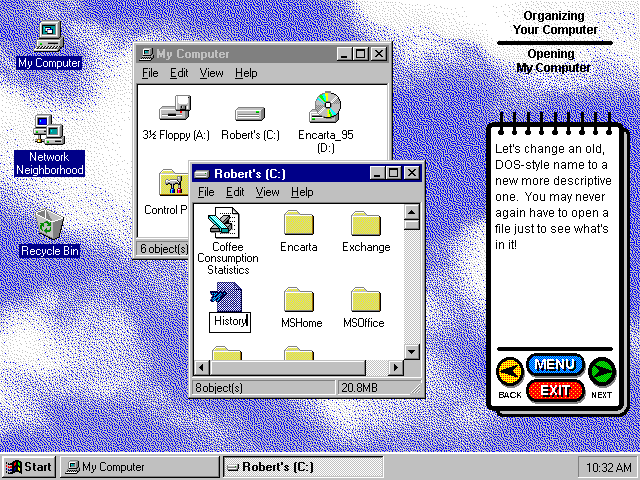 Organizing
Your Computer
Opening
My Computer
My Computer
Network
Neighborhood
Recycle Bin
My Computer
File Edit View Help
3½ Floppy (A:)
Robert's (C:)
Encarta_95
(D:)
Control P
6 object(s)
Robert's (C:)
File Edit View Help
Coffee
Consumption
Statistics
Encarta
Exchange
History
MSHome
MSOffice
8 object(s)
20.8MB
Let's change an old,
DOS-style name to a
new more descriptive
one. You may never
again have to open a
file just to see what's
in it!
MENU
EXIT
BACK
NEXT
Start
My Computer
Robert's (C:)
10:32 AM